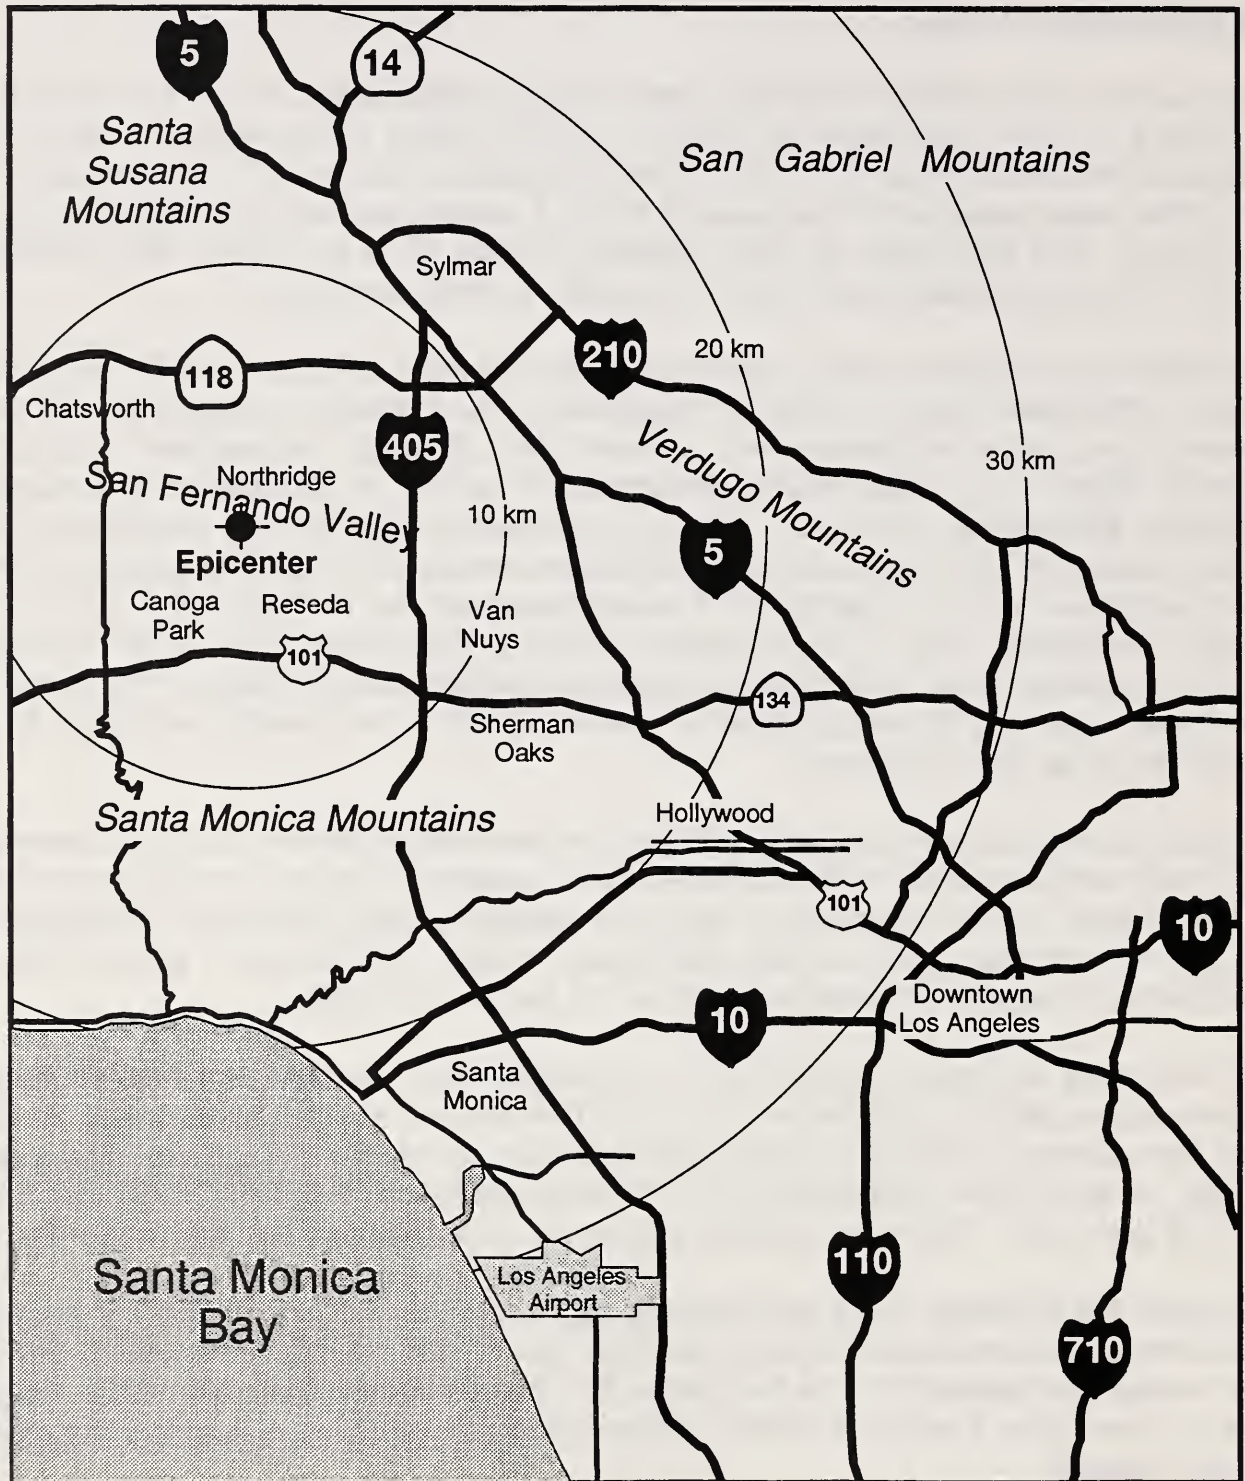 5
14
Santa
Susana
Mountains
San Gabriel Mountains
Sylmar
118
210
20 km
Chatsworth
405
Verdugo Mountains
30 km
Northridge
San Fernando Valley
10 km
5
Epicenter
Canoga
Park
Reseda
Van
Nuys
101
134
Sherman
Oaks
Santa Monica Mountains
Hollywood
101
10
Downtown
Los Angeles
10
Santa
Monica
Santa Monica
Bay
Los Angeles
Airport
110
710